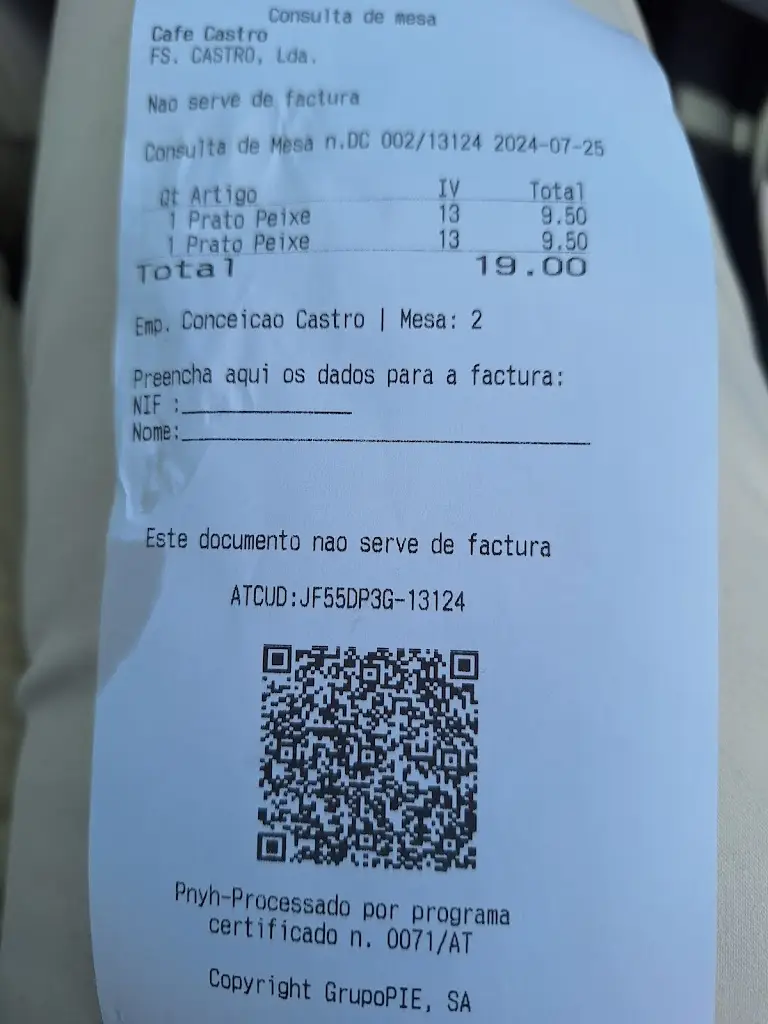 Consulta de mesa
Cafe Castro
FS. CASTRO, Lda.
Nao serve de factura
Consulta de Mesa n.DC 002/13124 2024-07-25
Qt Artigo IV Total
1 Prato Peixe 13 9.50
1 Prato Peixe 13 9.50
Total 19.00
Emp. Conceicao Castro | Mesa: 2
Preencha aqui os dados para a factura:
NIF :
Nome:
Este documento nao serve de factura
ATCUD:JF55DP3G-13124
Pnyh-Processado por programa
certificado n. 0071/AT
Copyright GrupoPIE, SA